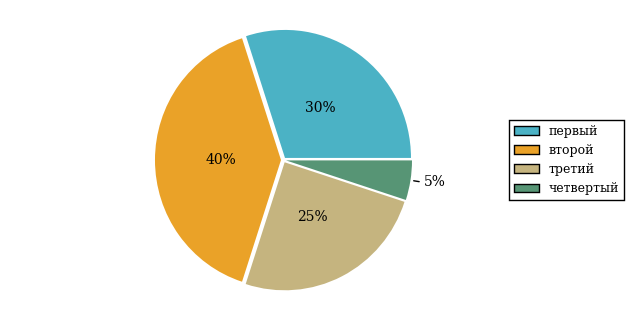 30%
40%
5%
25%
первый
второй
третий
четвертый